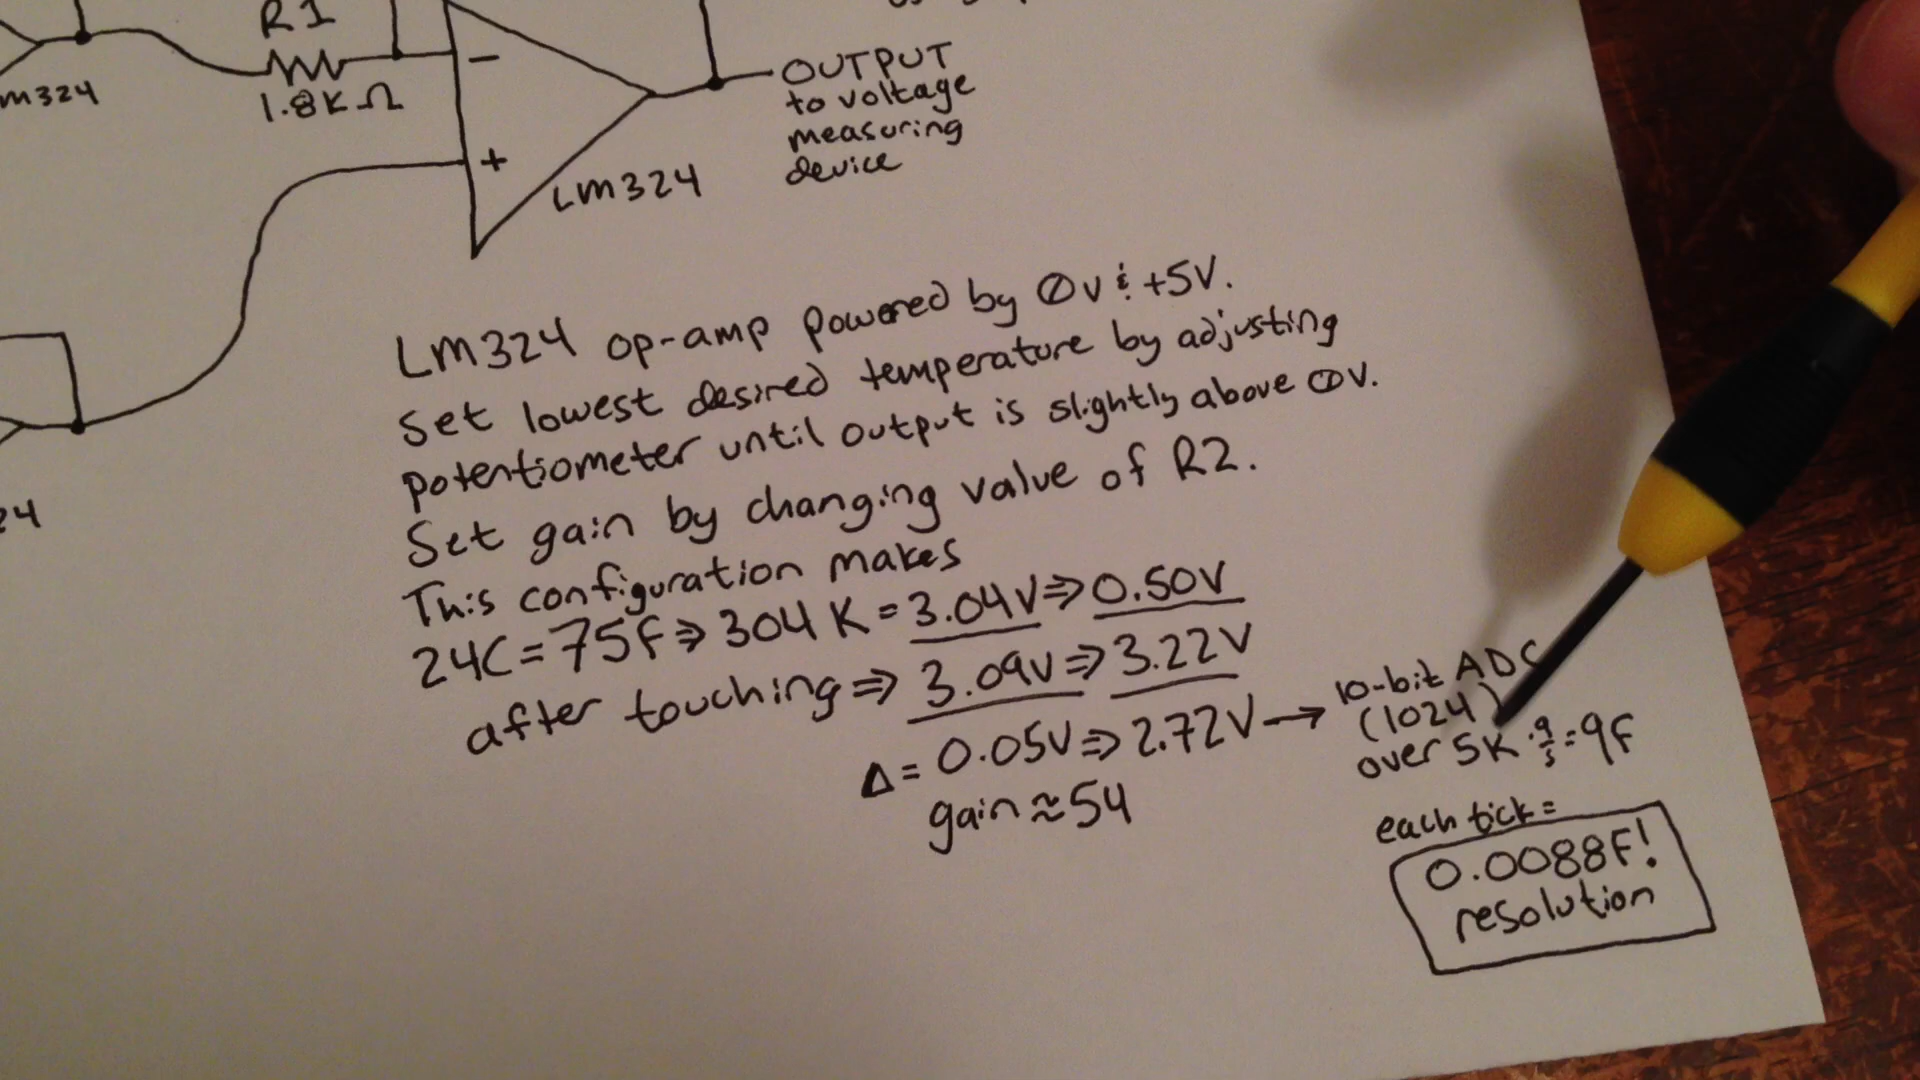 R1
1.8KΩ
m324
-
+
LM324
OUTPUT
to voltage
measuring
device
24
LM324 op-amp powered by 0V & +5V.
Set lowest desired temperature by adjusting
potentiometer until output is slightly above 0V.
Set gain by changing value of R2.
This configuration makes
24C = 75F ⇒ 304K = 3.04V ⇒ 0.50V
after touching ⇒ 3.09V ⇒ 3.22V
Δ = 0.05V ⇒ 2.72V →
gain ≈ 54
10-bit ADC
(1024)
over 5K · 9/5 = 9F
each tick =
0.0088F!
resolution